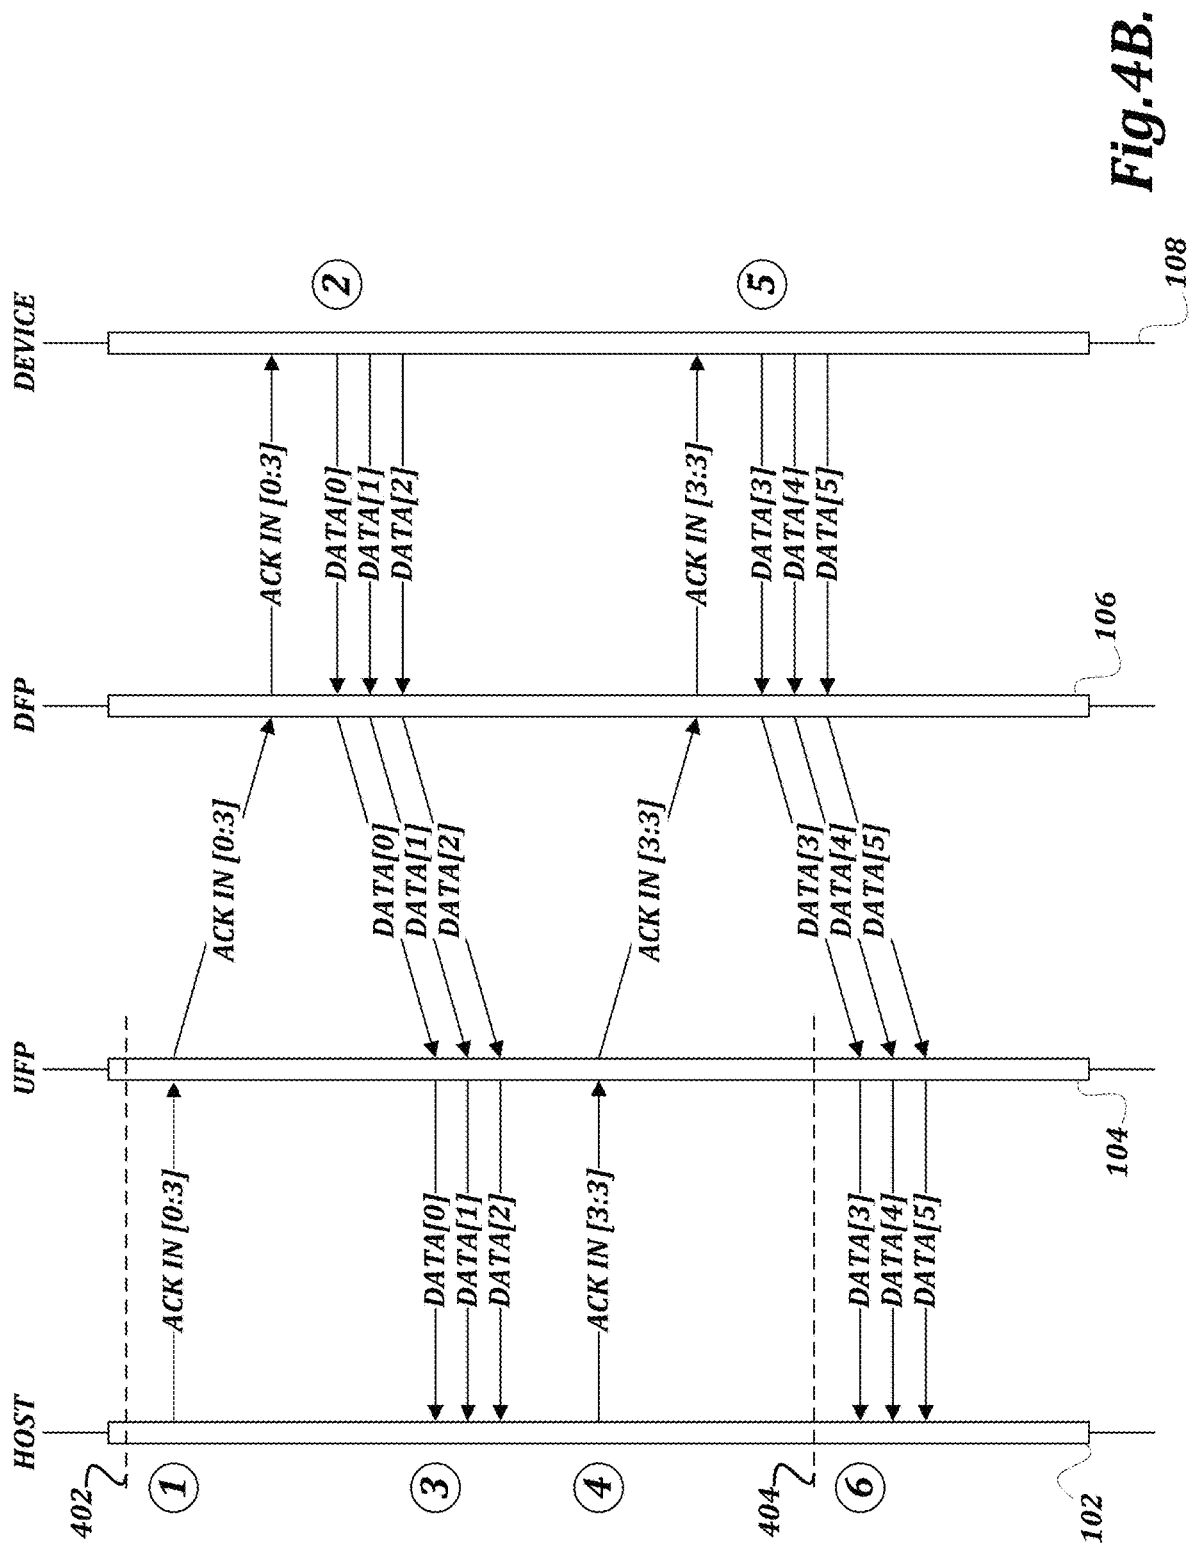 HOST
UFP
DFP
DEVICE
402
1
ACK IN [0:3]
ACK IN [0:3]
ACK IN [0:3]
2
DATA[0]
DATA[1]
DATA[2]
DATA[0]
DATA[1]
DATA[2]
3
DATA[0]
DATA[1]
DATA[2]
4
ACK IN [3:3]
ACK IN [3:3]
ACK IN [3:3]
5
DATA[3]
DATA[4]
DATA[5]
DATA[3]
DATA[4]
DATA[5]
404
6
DATA[3]
DATA[4]
DATA[5]
102
104
106
108
Fig.4B.